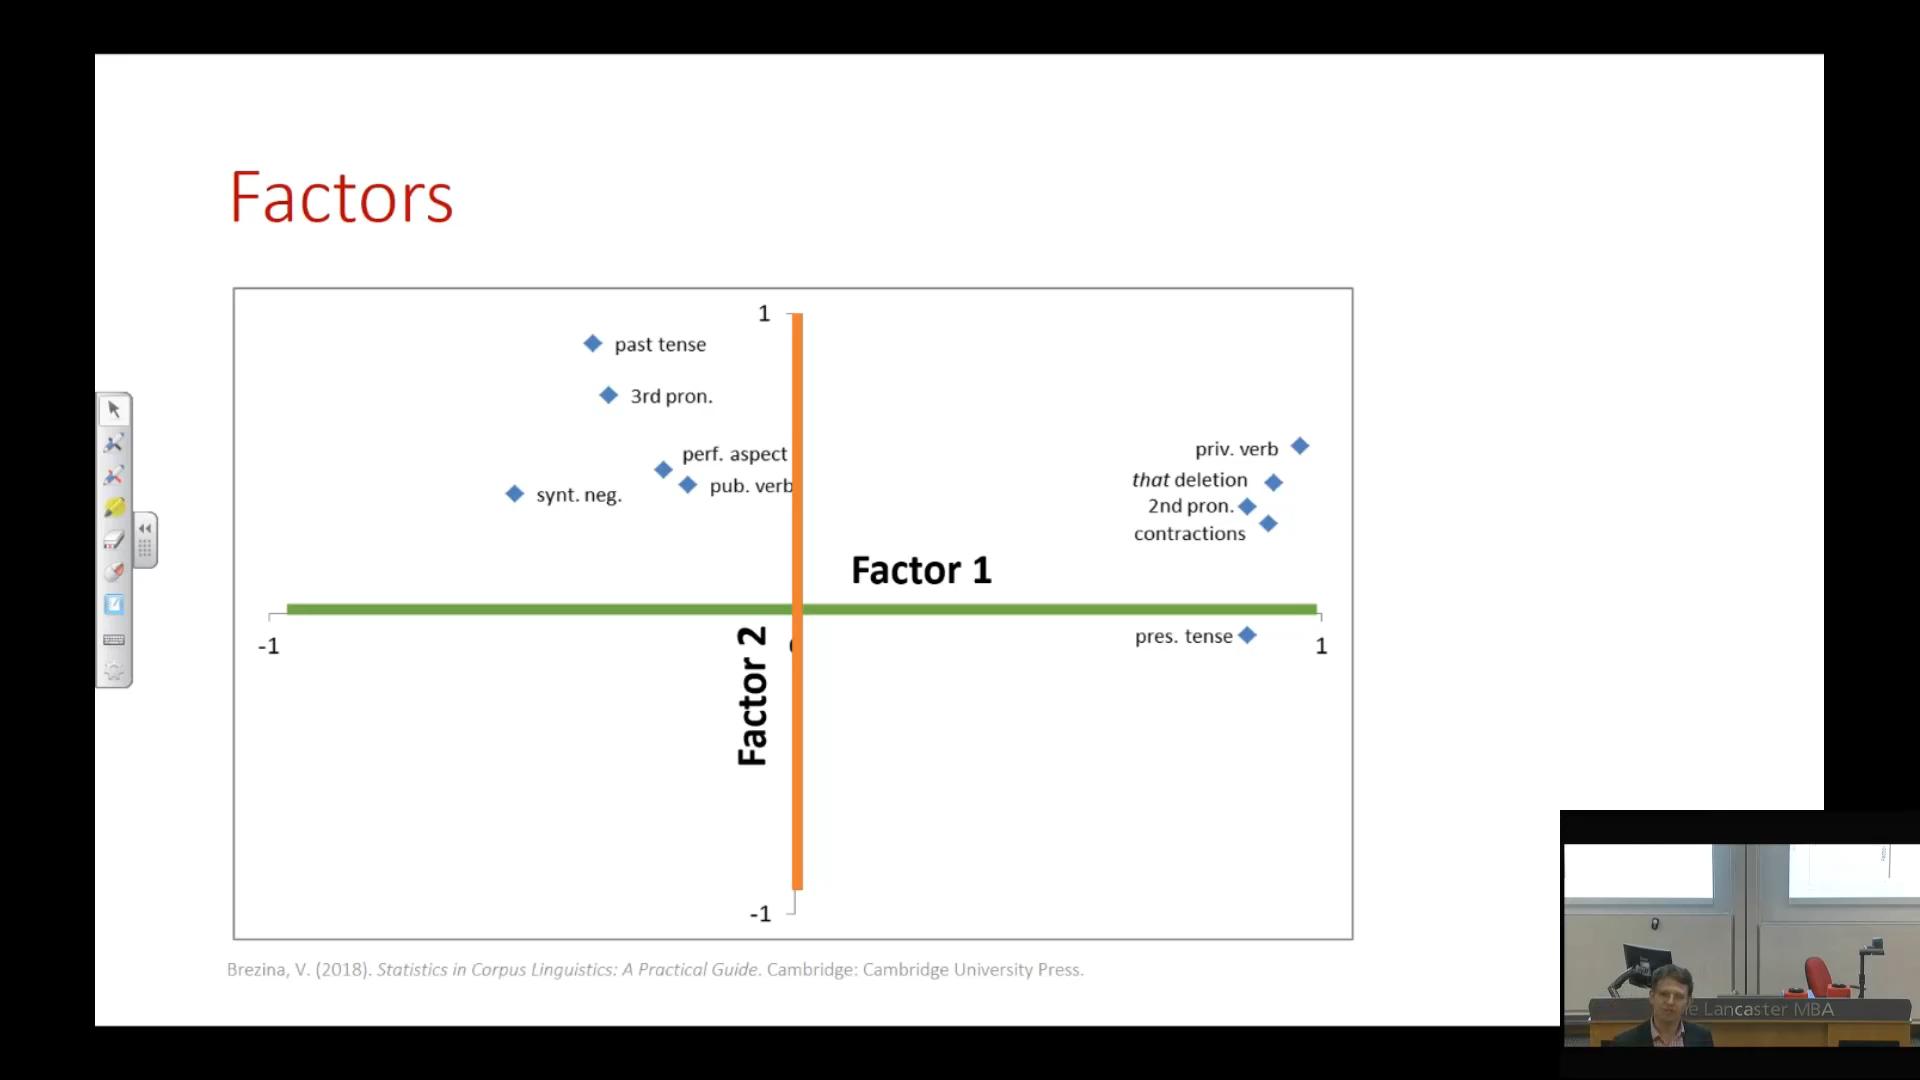 Factors
1
past tense
3rd pron.
perf. aspect
pub. verb
synt. neg.
priv. verb
that deletion
2nd pron.
contractions
Factor 1
-1
pres. tense
1
Factor 2
-1
Brezina, V. (2018). Statistics in Corpus Linguistics: A Practical Guide. Cambridge: Cambridge University Press.
Lancaster MBA